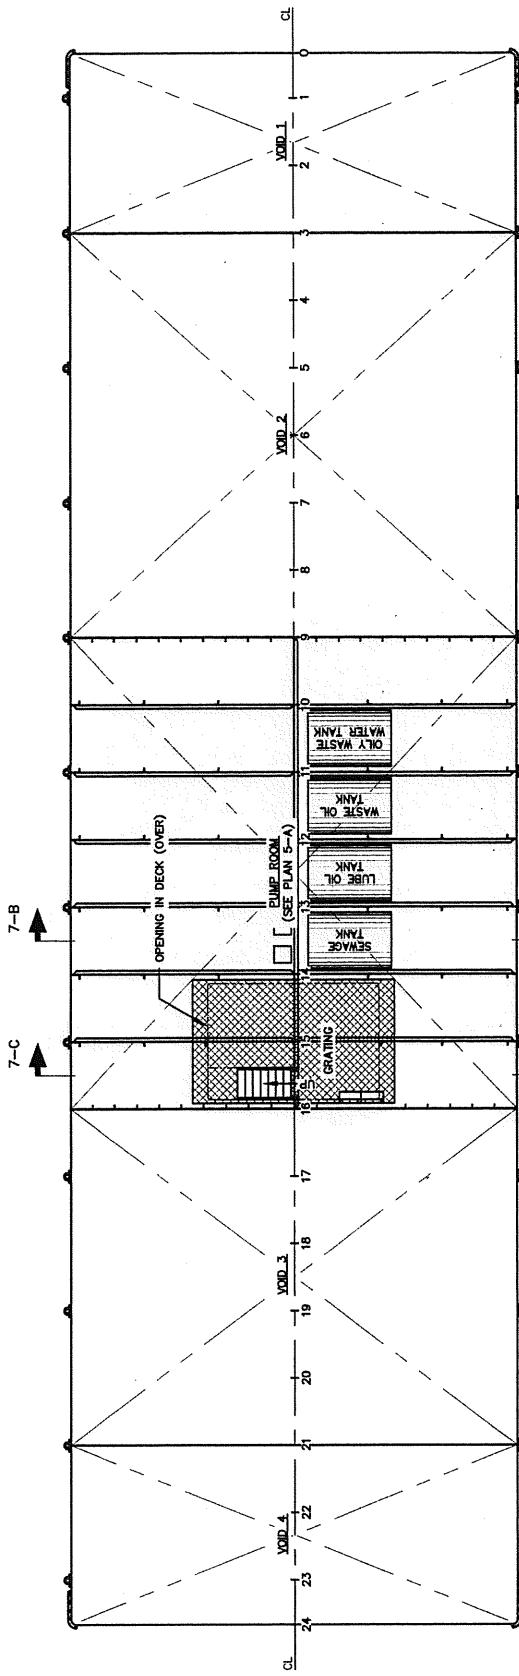 CL
0
1
2
VOID 1
3
4
5
VOID 2
6
7
8
9
10
OILY WASTE
WATER TANK
11
WASTE OIL
TANK
12
LUBE OIL
TANK
13
SEWAGE
TANK
14
PUMP ROOM
(SEE PLAN 5-A)
OPENING IN DECK (OVER)
7-B
7-C
15
GRATING
UP
16
17
18
VOID 3
19
20
21
22
VOID 4
23
24
CL